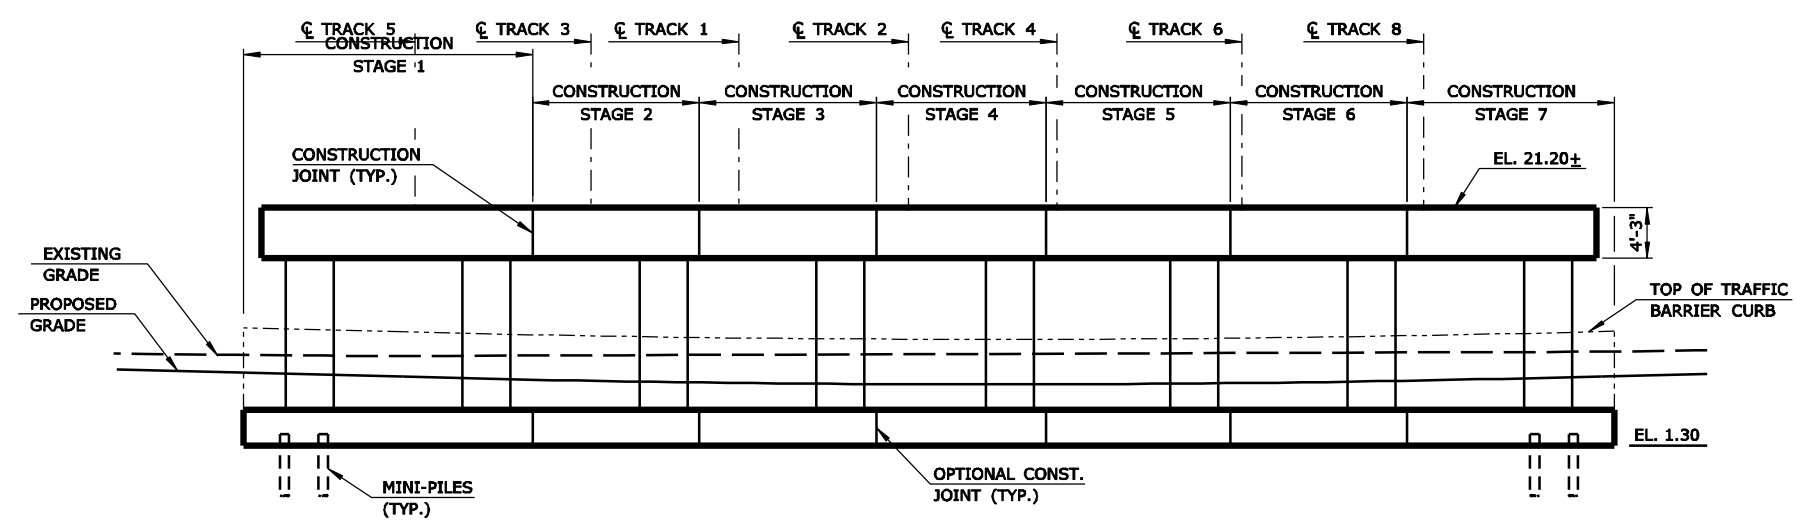 ℄ TRACK 5
℄ TRACK 3
℄ TRACK 1
℄ TRACK 2
℄ TRACK 4
℄ TRACK 6
℄ TRACK 8
CONSTRUCTION
STAGE 1
CONSTRUCTION
STAGE 2
CONSTRUCTION
STAGE 3
CONSTRUCTION
STAGE 4
CONSTRUCTION
STAGE 5
CONSTRUCTION
STAGE 6
CONSTRUCTION
STAGE 7
CONSTRUCTION
JOINT (TYP.)
EL. 21.20±
4'-3"
EXISTING
GRADE
PROPOSED
GRADE
TOP OF TRAFFIC
BARRIER CURB
EL. 1.30
OPTIONAL CONST.
JOINT (TYP.)
MINI-PILES
(TYP.)